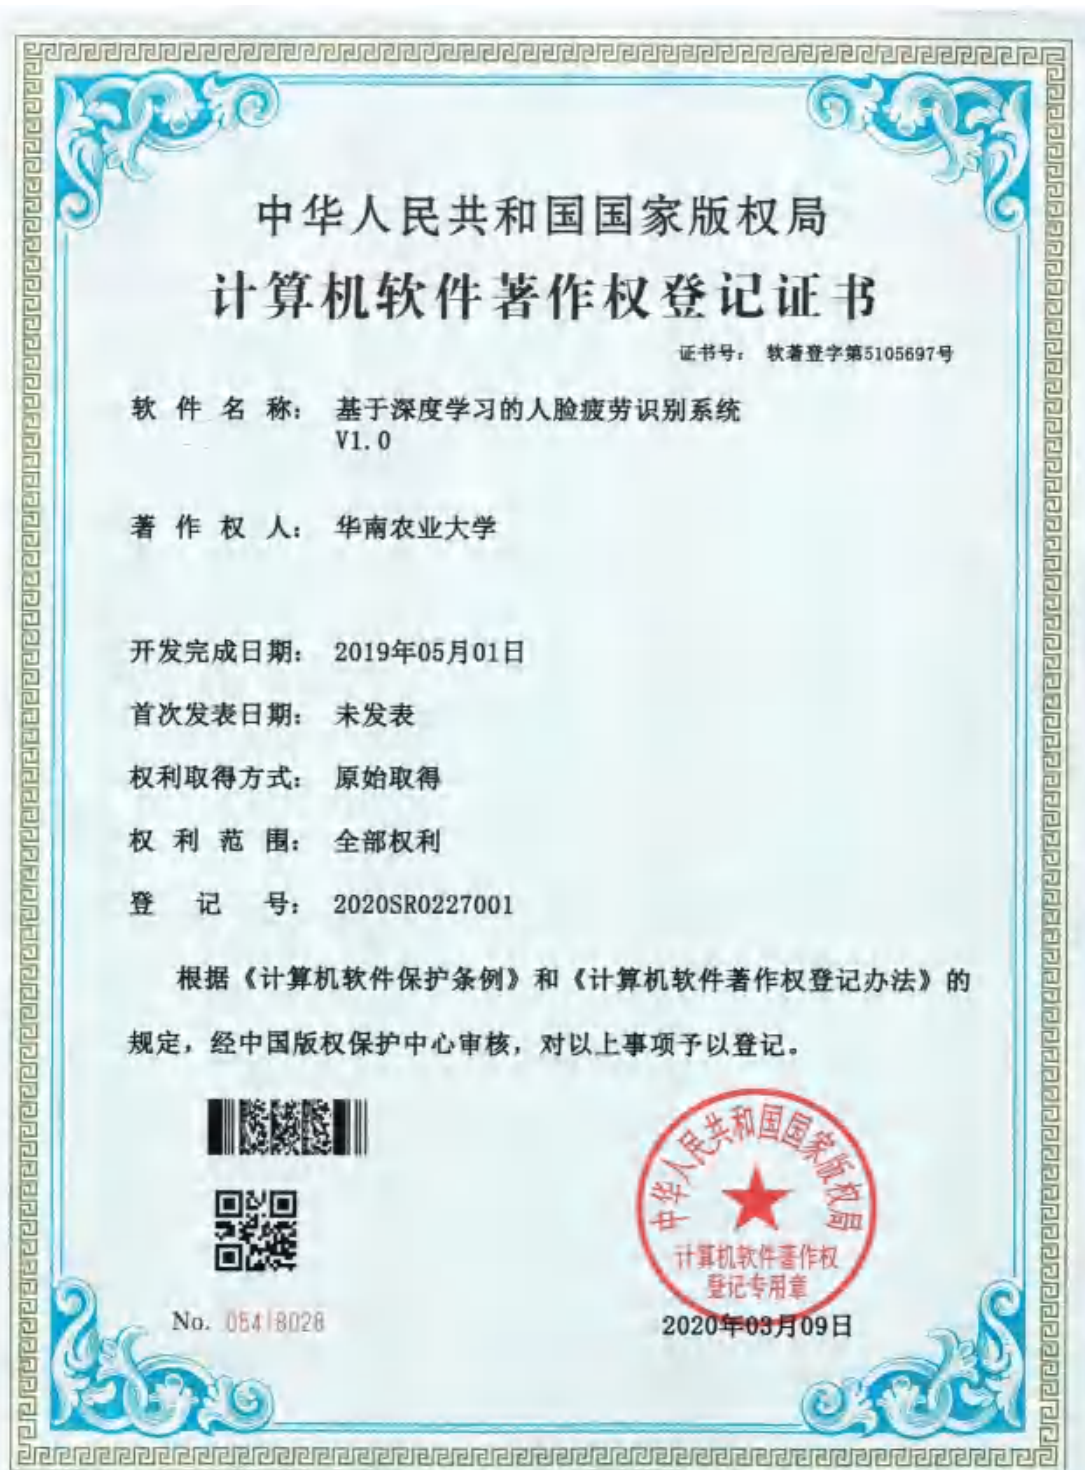 中华人民共和国国家版权局
计算机软件著作权登记证书
证书号： 软著登字第5105697号
软件名称： 基于深度学习的人脸疲劳识别系统
V1.0
著作权人： 华南农业大学
开发完成日期： 2019年05月01日
首次发表日期： 未发表
权利取得方式： 原始取得
权利范围： 全部权利
登记号： 2020SR0227001
根据《计算机软件保护条例》和《计算机软件著作权登记办法》的
规定，经中国版权保护中心审核，对以上事项予以登记。
中华人民共和国国家版权局
计算机软件著作权
登记专用章
No. 05418028
2020年03月09日